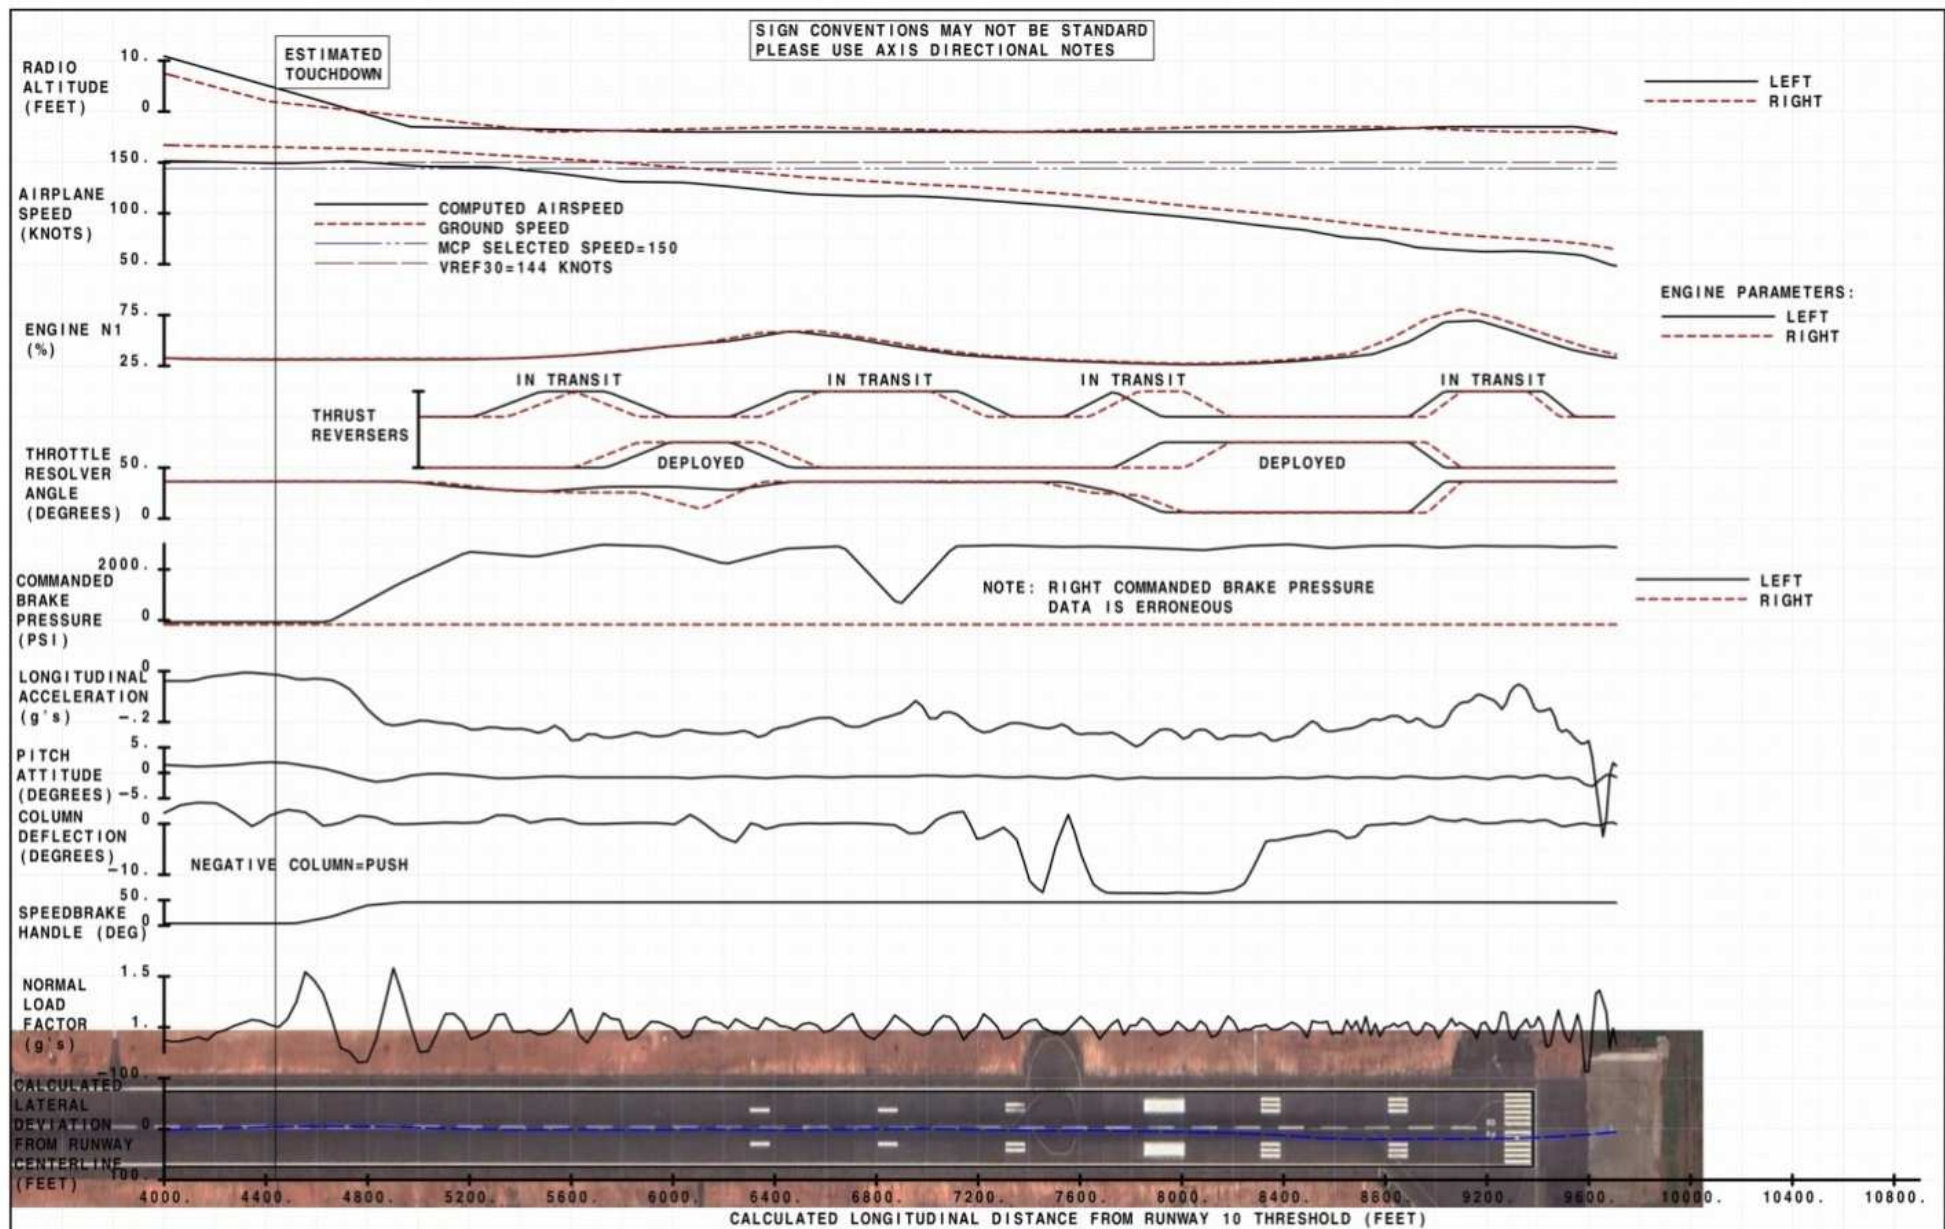 SIGN CONVENTIONS MAY NOT BE STANDARD
PLEASE USE AXIS DIRECTIONAL NOTES
ESTIMATED
TOUCHDOWN
RADIO
ALTITUDE
(FEET)
10.
0
LEFT
RIGHT
AIRPLANE
SPEED
(KNOTS)
150.
100.
50.
COMPUTED AIRSPEED
GROUND SPEED
MCP SELECTED SPEED=150
VREF30=144 KNOTS
ENGINE N1
(%)
75.
25.
ENGINE PARAMETERS:
LEFT
RIGHT
THRUST
REVERSERS
IN TRANSIT
IN TRANSIT
IN TRANSIT
IN TRANSIT
DEPLOYED
DEPLOYED
THROTTLE
RESOLVER
ANGLE
(DEGREES)
50.
0
COMMANDED
BRAKE
PRESSURE
(PSI)
2000.
0
NOTE: RIGHT COMMANDED BRAKE PRESSURE
DATA IS ERRONEOUS
LEFT
RIGHT
LONGITUDINAL
ACCELERATION
(g's)
0
-.2
PITCH
ATTITUDE
(DEGREES)
5.
0
-5.
COLUMN
DEFLECTION
(DEGREES)
0
-10.
NEGATIVE COLUMN=PUSH
SPEEDBRAKE
HANDLE (DEG)
50.
0
NORMAL
LOAD
FACTOR
(g's)
1.5
1.
CALCULATED
LATERAL
DEVIATION
FROM RUNWAY
CENTERLINE
(FEET)
-100.
0
100.
4000. 4400. 4800. 5200. 5600. 6000. 6400. 6800. 7200. 7600. 8000. 8400. 8800. 9200. 9600. 10000. 10400. 10800.
CALCULATED LONGITUDINAL DISTANCE FROM RUNWAY 10 THRESHOLD (FEET)